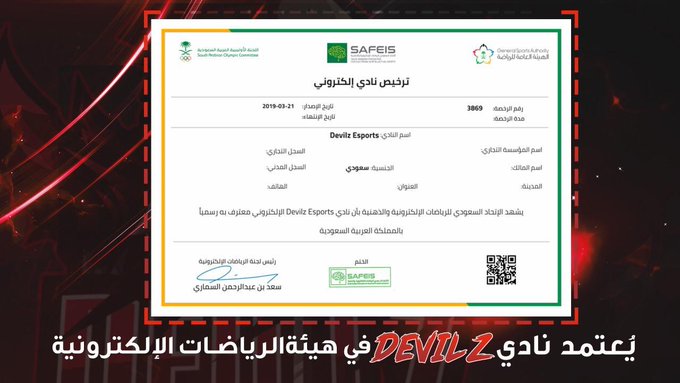 اللجنة الأولمبية العربية السعودية
South Arabian Olympic Committee
SAFEIS
General Sports Authority
الهيئة العامة للرياضة
ترخيص نادي إلكتروني
رقم الرخصة: 3869
تاريخ الإصدار: 2019-03-21
مدة الرخصة:
تاريخ الإنتهاء:
اسم النادي: Devilz Esports
اسم المؤسسة التجاري:
السجل التجاري:
اسم المالك:
الجنسية: سعودي
السجل المدني:
المدينة:
العنوان:
الهاتف:
يشهد الإتحاد السعودي للرياضات الإلكترونية والذهنية بأن نادي Devilz Esports الإلكتروني معترف به رسمياً
بالمملكة العربية السعودية
الختم
SAFEIS
رئيس لجنة الرياضات الإلكترونية
سعد بن عبدالرحمن السماري
يُعتمد نادي DEVILZ في هيئة الرياضات الإلكترونية